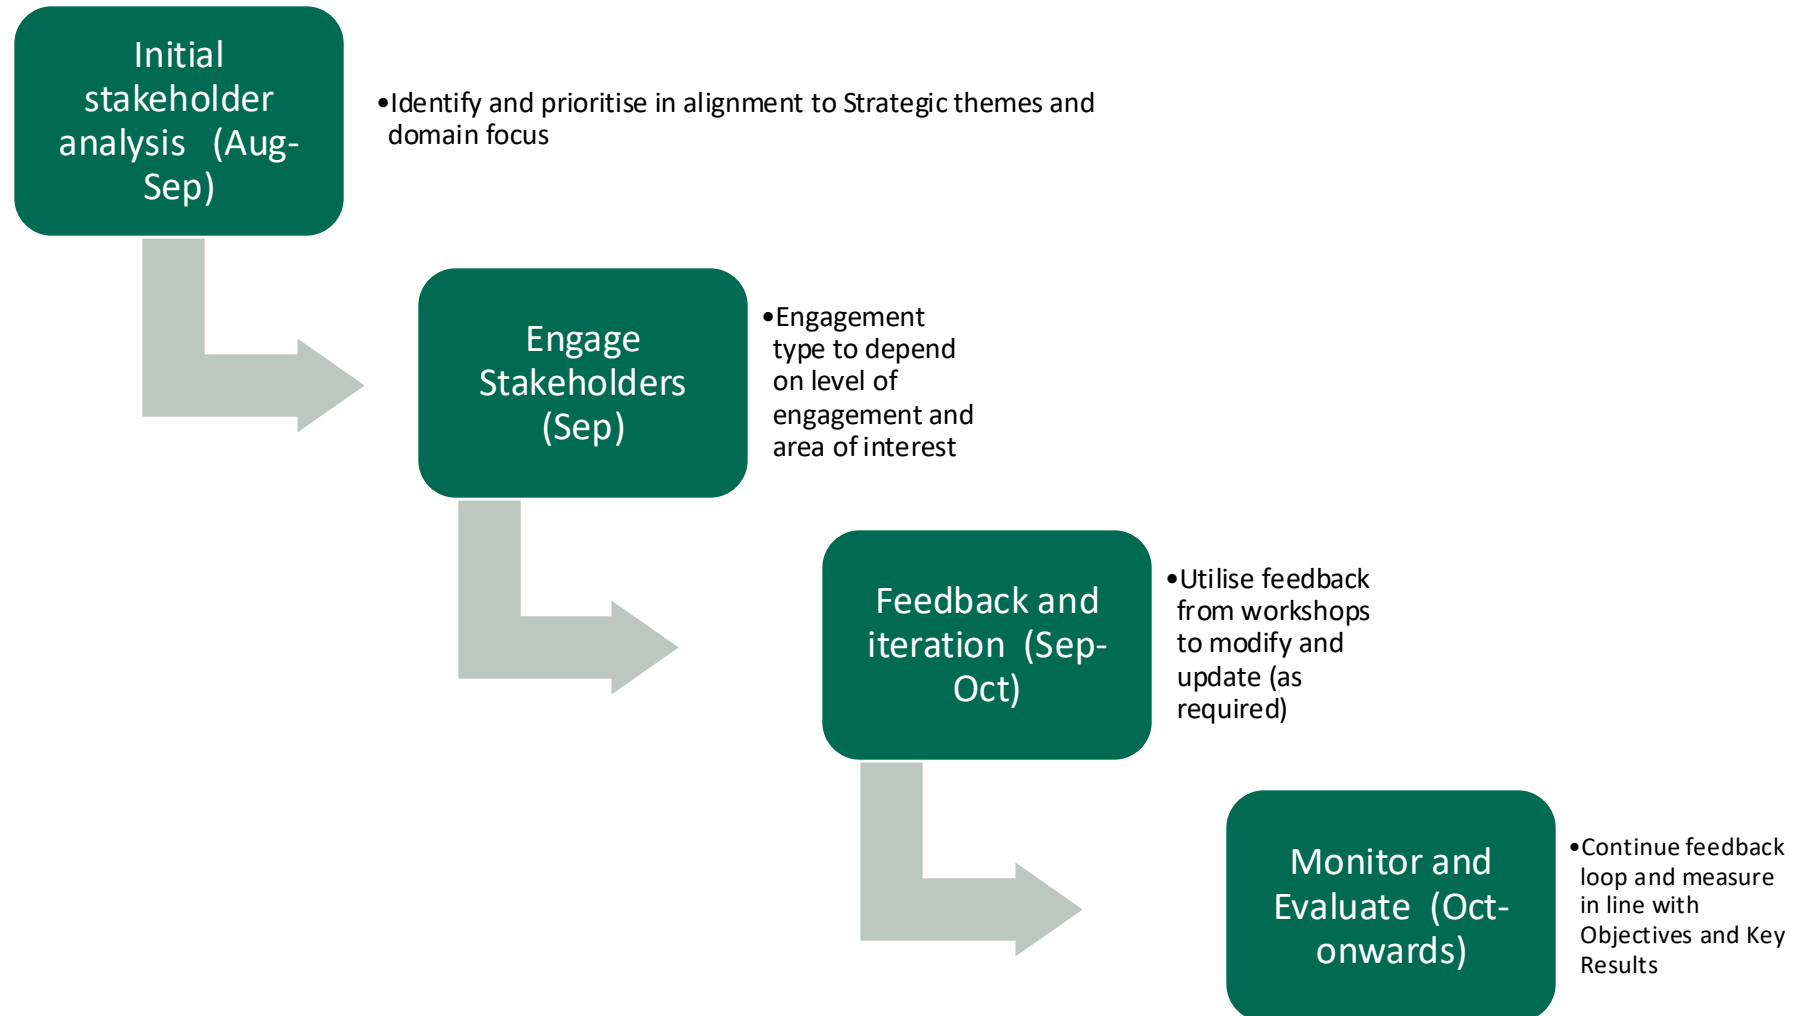 Initial
stakeholder
analysis (Aug-
Sep)
•Identify and prioritise in alignment to Strategic themes and
domain focus
Engage
Stakeholders
(Sep)
•Engagement
type to depend
on level of
engagement and
area of interest
Feedback and
iteration (Sep-
Oct)
•Utilise feedback
from workshops
to modify and
update (as
required)
Monitor and
Evaluate (Oct-
onwards)
•Continue feedback
loop and measure
in line with
Objectives and Key
Results